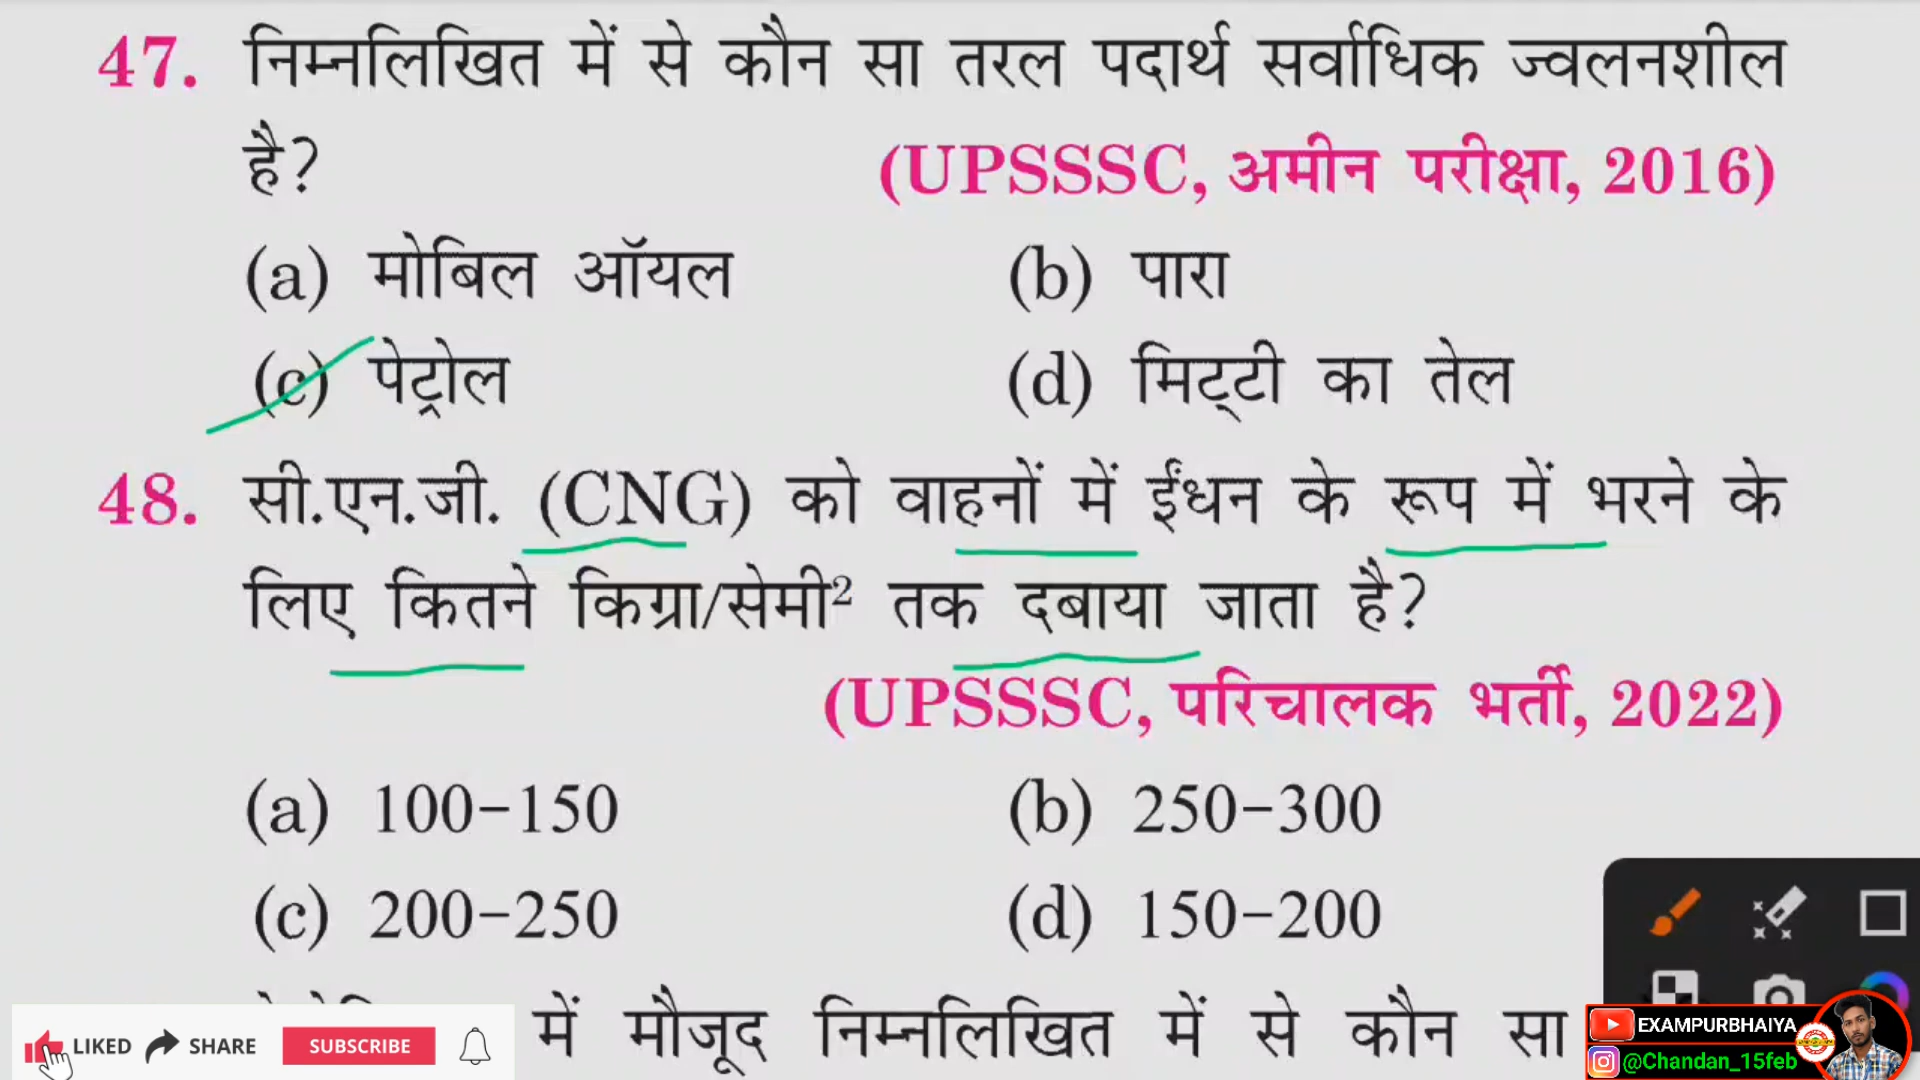 47. निम्नलिखित में से कौन सा तरल पदार्थ सर्वाधिक ज्वलनशील
है? (UPSSSC, अमीन परीक्षा, 2016)
(a) मोबिल ऑयल (b) पारा
(c) पेट्रोल (d) मिट्टी का तेल
48. सी.एन.जी. (CNG) को वाहनों में ईंधन के रूप में भरने के
लिए कितने किग्रा/सेमी² तक दबाया जाता है?
(UPSSSC, परिचालक भर्ती, 2022)
(a) 100-150 (b) 250-300
(c) 200-250 (d) 150-200
में मौजूद निम्नलिखित में से कौन सा
LIKED SHARE SUBSCRIBE
EXAMPURBHAIYA
@Chandan_15feb